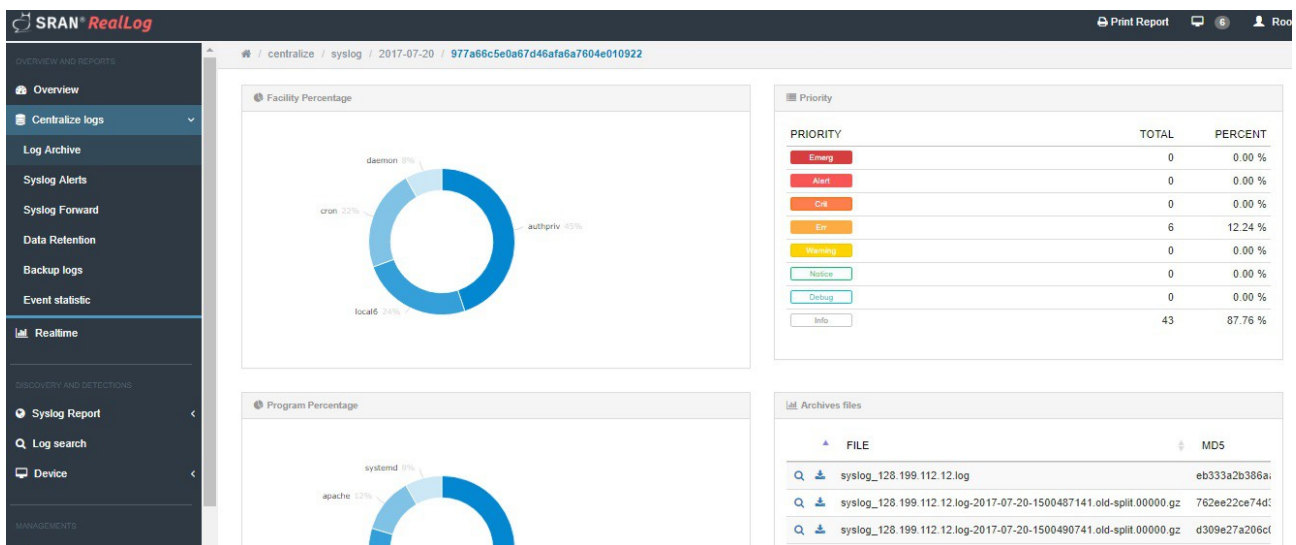 SRAN® RealLog
Print Report
6
Roo
OVERVIEW AND REPORTS
Overview
Centralize logs
Log Archive
Syslog Alerts
Syslog Forward
Data Retention
Backup logs
Event statistic
Realtime
DISCOVERY AND DETECTIONS
Syslog Report
Log search
Device
MANAGEMENTS
/ centralize / syslog / 2017-07-20 / 977a66c5e0a67d46afa6a7604e010922
Facility Percentage
daemon
cron 22%
authpriv 45%
local6 24%
Priority
PRIORITY TOTAL PERCENT
Emerg 0 0.00 %
Alert 0 0.00 %
Crit 0 0.00 %
Err 6 12.24 %
Warning 0 0.00 %
Notice 0 0.00 %
Debug 0 0.00 %
Info 43 87.76 %
Program Percentage
systemd
apache 12%
Archives files
FILE MD5
syslog_128.199.112.12.log eb333a2b386a
syslog_128.199.112.12.log-2017-07-20-1500487141.old-split.00000.gz 762ee22ce74d3
syslog_128.199.112.12.log-2017-07-20-1500490741.old-split.00000.gz d309e27a206c0